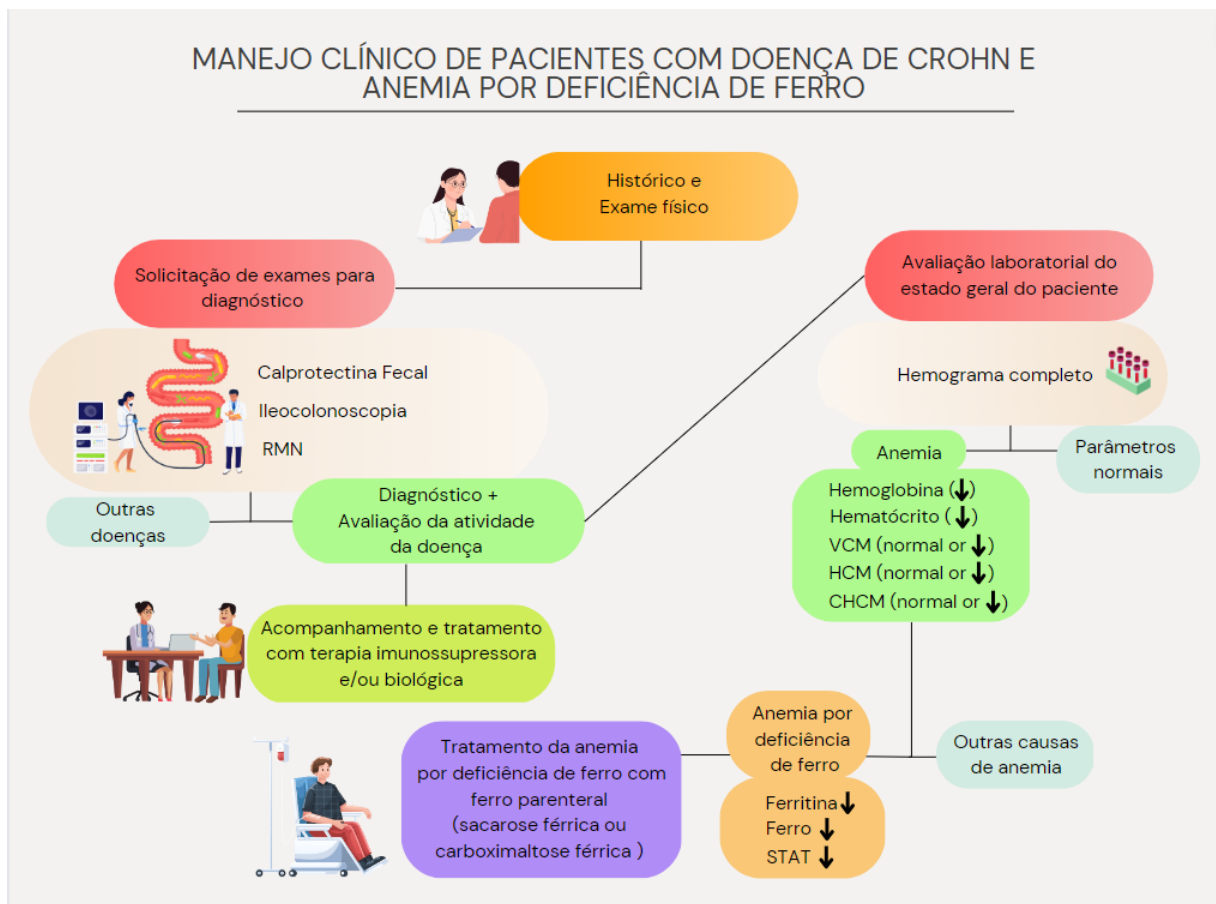 MANEJO CLÍNICO DE PACIENTES COM DOENÇA DE CROHN E
ANEMIA POR DEFICIÊNCIA DE FERRO
Histórico e
Exame físico
Solicitação de exames para
diagnóstico
Calprotectina Fecal
Ileocolonoscopia
RMN
Outras
doenças
Diagnóstico +
Avaliação da atividade
da doença
Acompanhamento e tratamento
com terapia imunossupressora
e/ou biológica
Avaliação laboratorial do
estado geral do paciente
Hemograma completo
Anemia
Parâmetros
normais
Hemoglobina (↓)
Hematócrito ( ↓)
VCM (normal or ↓)
HCM (normal or ↓)
CHCM (normal or ↓)
Anemia por
deficiência
de ferro
Outras causas
de anemia
Ferritina ↓
Ferro ↓
STAT ↓
Tratamento da anemia
por deficiência de ferro com
ferro parenteral
(sacarose férrica ou
carboximaltose férrica )